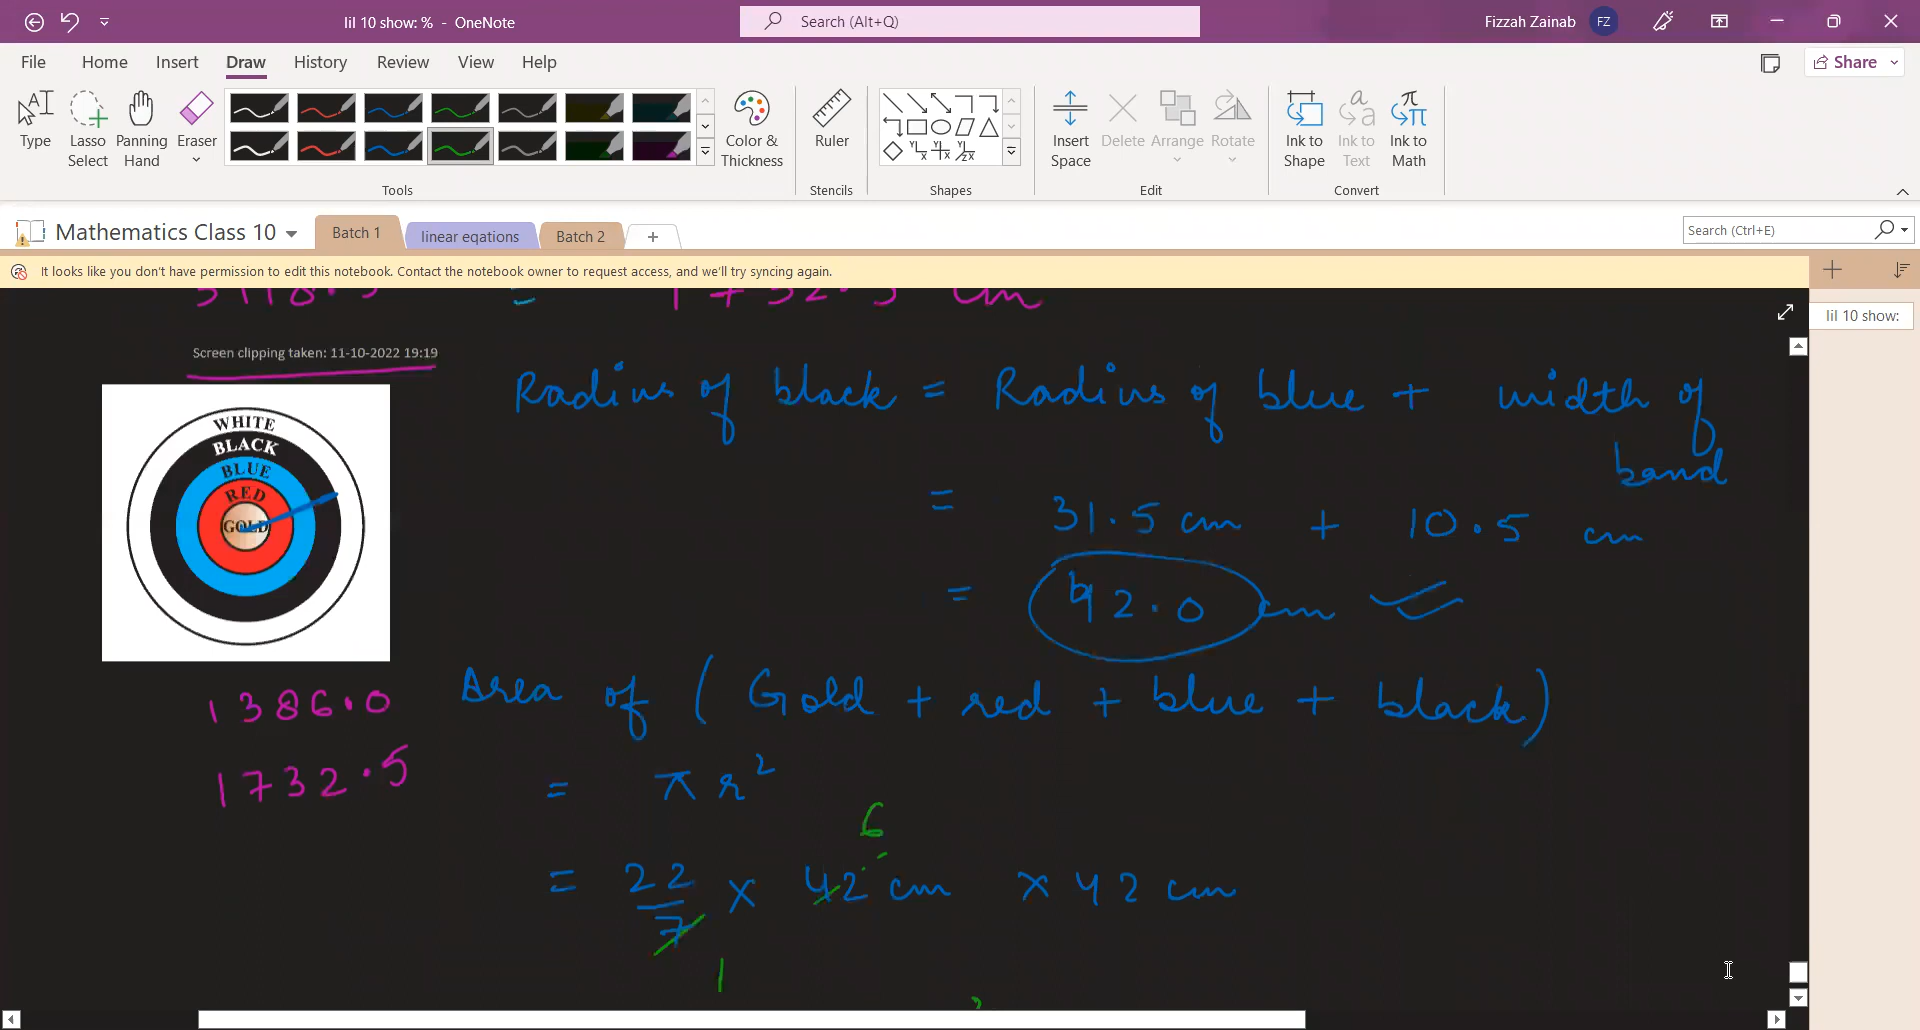 lil 10 show: % - OneNote
Search (Alt+Q)
Fizzah Zainab FZ
File Home Insert Draw History Review View Help
Share
Type
Lasso Select
Panning Hand
Eraser
Color & Thickness
Ruler
Insert Space
Delete
Arrange
Rotate
Ink to Shape
Ink to Text
Ink to Math
Tools Stencils Shapes Edit Convert
Mathematics Class 10 Batch 1 linear eqations Batch 2 +
Search (Ctrl+E)
It looks like you don't have permission to edit this notebook. Contact the notebook owner to request access, and we'll try syncing again.
lil 10 show:
= 1732.5 cm
Screen clipping taken: 11-10-2022 19:19
WHITE
BLACK
BLUE
RED
GOLD
Radius of black = Radius of blue + width of
band
= 31.5 cm + 10.5 cm
= 42.0 cm
Area of ( Gold + red + blue + black)
1386.0
1732.5
= π r²
6
= 22/7 × 42 cm × 42 cm
1